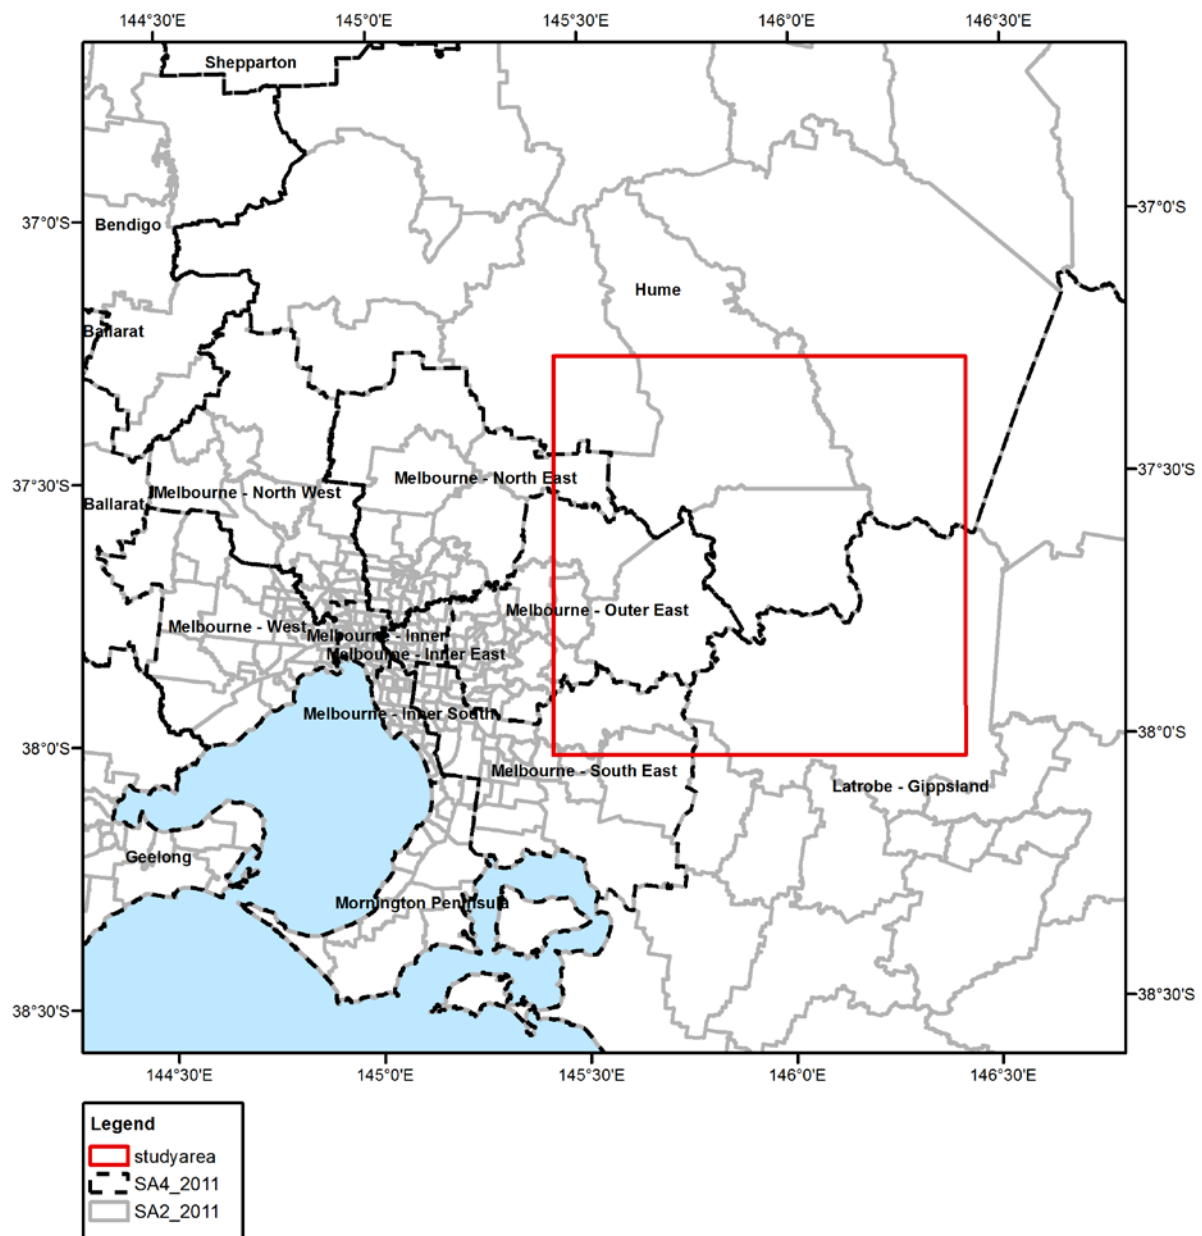 144°30'E 145°0'E 145°30'E 146°0'E 146°30'E
Shepparton
37°0'S
Bendigo
37°0'S
Hume
Ballarat
37°30'S
Melbourne - North East
37°30'S
Melbourne - North West
Ballarat
Melbourne - Outer East
Melbourne - West
Melbourne - Inner
Melbourne - Inner East
Melbourne - Inner South
38°0'S
38°0'S
Melbourne - South East
Latrobe - Gippsland
Geelong
Mornington Peninsula
38°30'S
38°30'S
144°30'E 145°0'E 145°30'E 146°0'E 146°30'E
Legend
studyarea
SA4_2011
SA2_2011